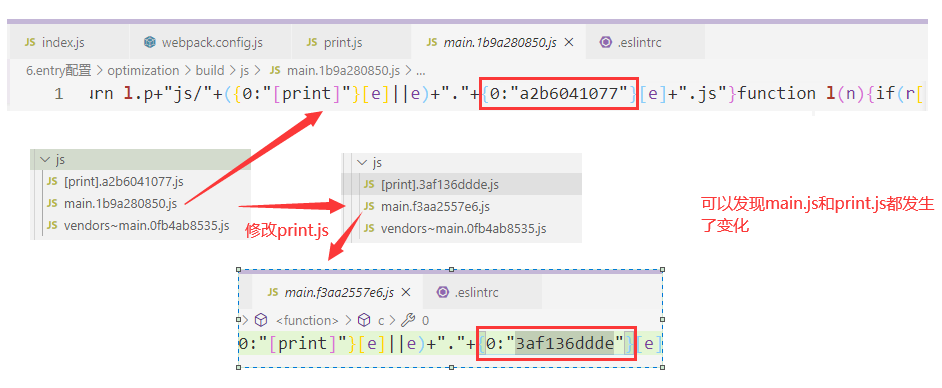 JS index.js webpack.config.js JS print.js JS main.1b9a280850.js × .eslintrc
6.entry配置 > optimization > build > js > JS main.1b9a280850.js > ...
1 urn l.p+"js/"+({0:"[print]"}[e]||e)+"."+{0:"a2b6041077"}[e]+".js"}function l(n){if(r[
js
JS [print].a2b6041077.js
JS main.1b9a280850.js
JS vendors~main.0fb4ab8535.js
修改print.js
js
JS [print].3af136ddde.js
JS main.f3aa2557e6.js
JS vendors~main.0fb4ab8535.js
可以发现main.js和print.js都发生
了变化
JS main.f3aa2557e6.js × .eslintrc
> <function> > c > 0
0:"[print]"}[e]||e)+"."+{0:"3af136ddde"}[e]